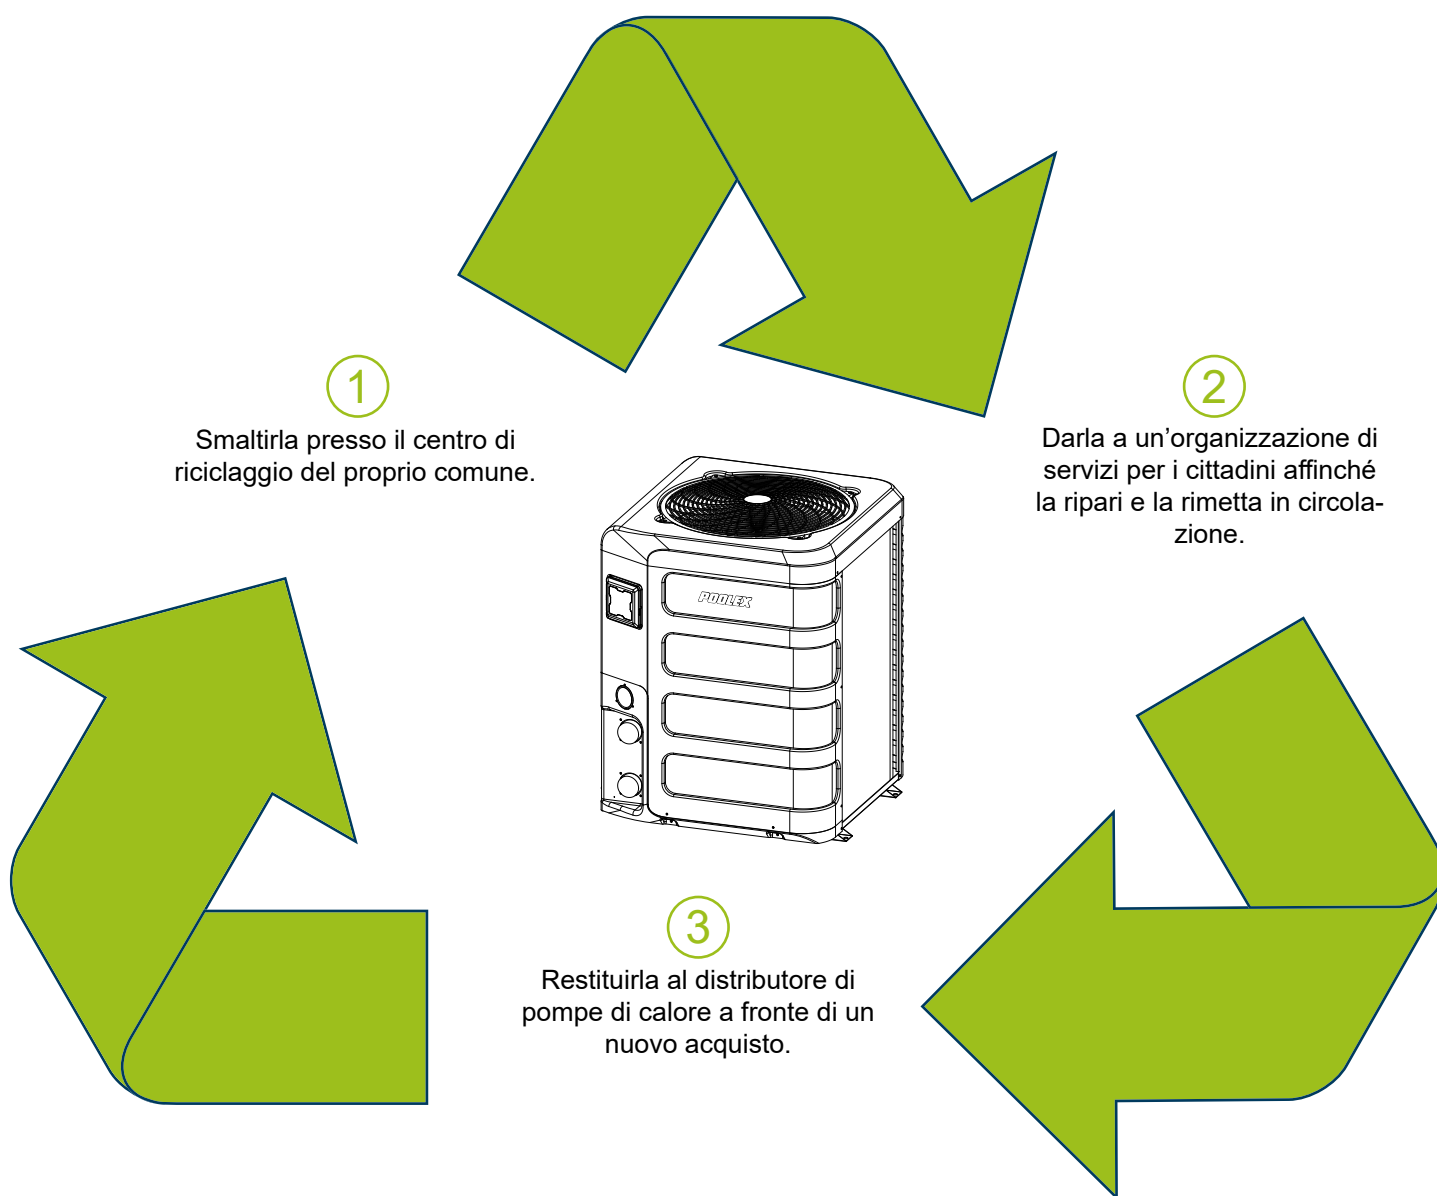 1
Smaltirla presso il centro di
riciclaggio del proprio comune.
2
Darla a un’organizzazione di
servizi per i cittadini affinché
la ripari e la rimetta in circola-
zione.
POOLEX
3
Restituirla al distributore di
pompe di calore a fronte di un
nuovo acquisto.